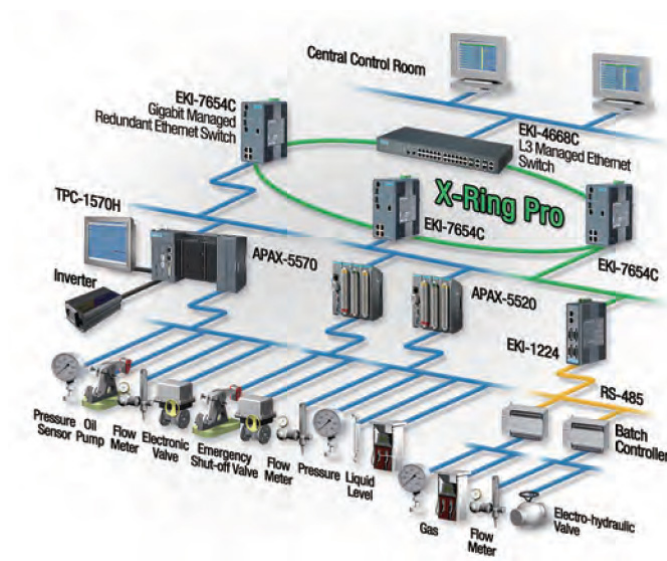 Central Control Room
EKI-7654C
Gigabit Managed
Redundant Ethernet Switch
EKI-4668C
L3 Managed Ethernet
Switch
TPC-1570H
X-Ring Pro
EKI-7654C
EKI-7654C
Inverter
APAX-5570
APAX-5520
EKI-1224
RS-485
Pressure
Sensor
Oil
Pump
Flow
Meter
Electronic
Valve
Emergency
Shut-off Valve
Flow
Meter
Pressure
Liquid
Level
Batch
Controller
Gas
Flow
Meter
Electro-hydraulic
Valve